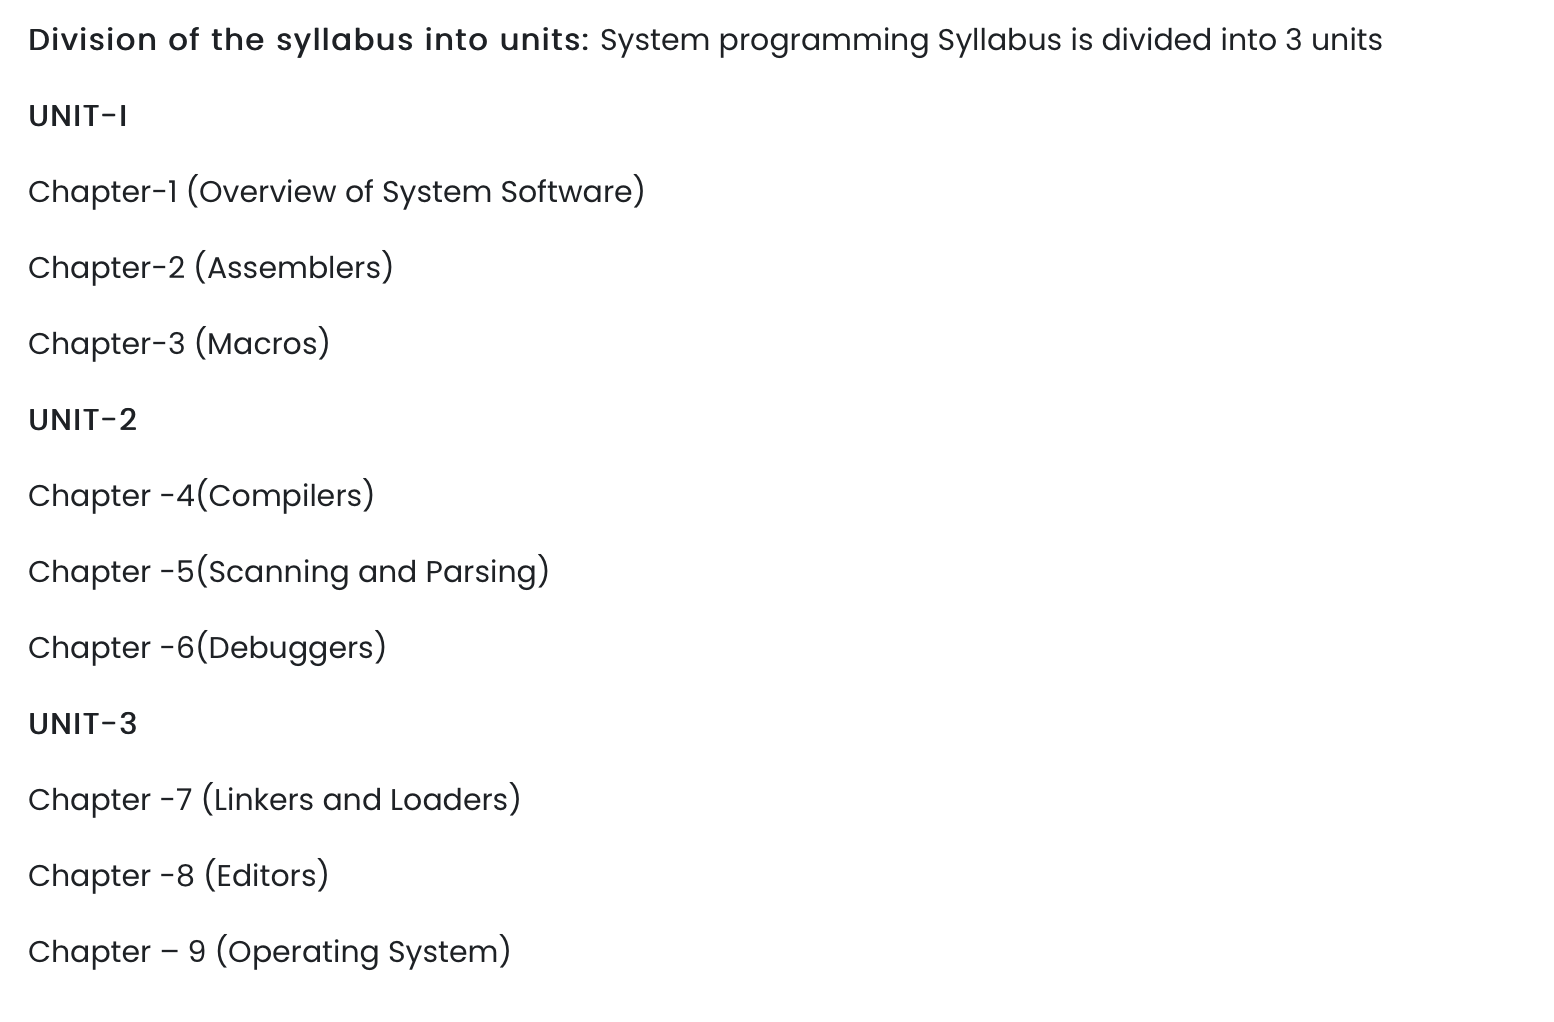 Division of the syllabus into units: System programming Syllabus is divided into 3 units
UNIT-I
Chapter-1 (Overview of System Software)
Chapter-2 (Assemblers)
Chapter-3 (Macros)
UNIT-2
Chapter -4(Compilers)
Chapter -5(Scanning and Parsing)
Chapter -6(Debuggers)
UNIT-3
Chapter -7 (Linkers and Loaders)
Chapter -8 (Editors)
Chapter – 9 (Operating System)